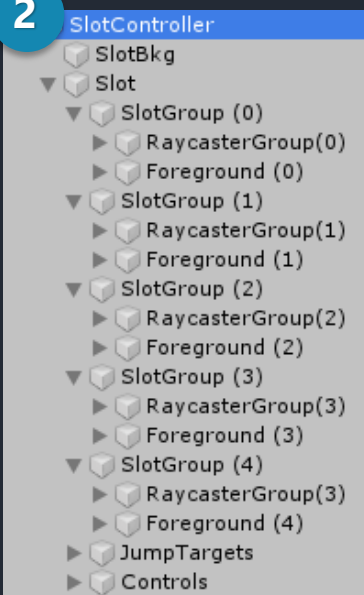 2
SlotController
SlotBkg
Slot
SlotGroup (0)
RaycasterGroup(0)
Foreground (0)
SlotGroup (1)
RaycasterGroup(1)
Foreground (1)
SlotGroup (2)
RaycasterGroup(2)
Foreground (2)
SlotGroup (3)
RaycasterGroup(3)
Foreground (3)
SlotGroup (4)
RaycasterGroup(3)
Foreground (4)
JumpTargets
Controls